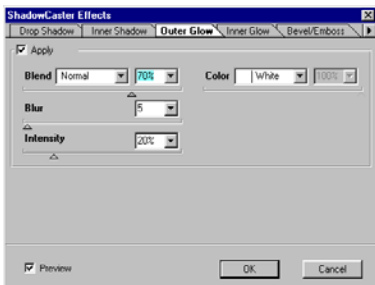 ShadowCaster Effects
Drop Shadow Inner Shadow Outer Glow Inner Glow Bevel/Emboss
Apply
Blend Normal 70% Color White 100%
Blur 5
Intensity 20%
Preview OK Cancel